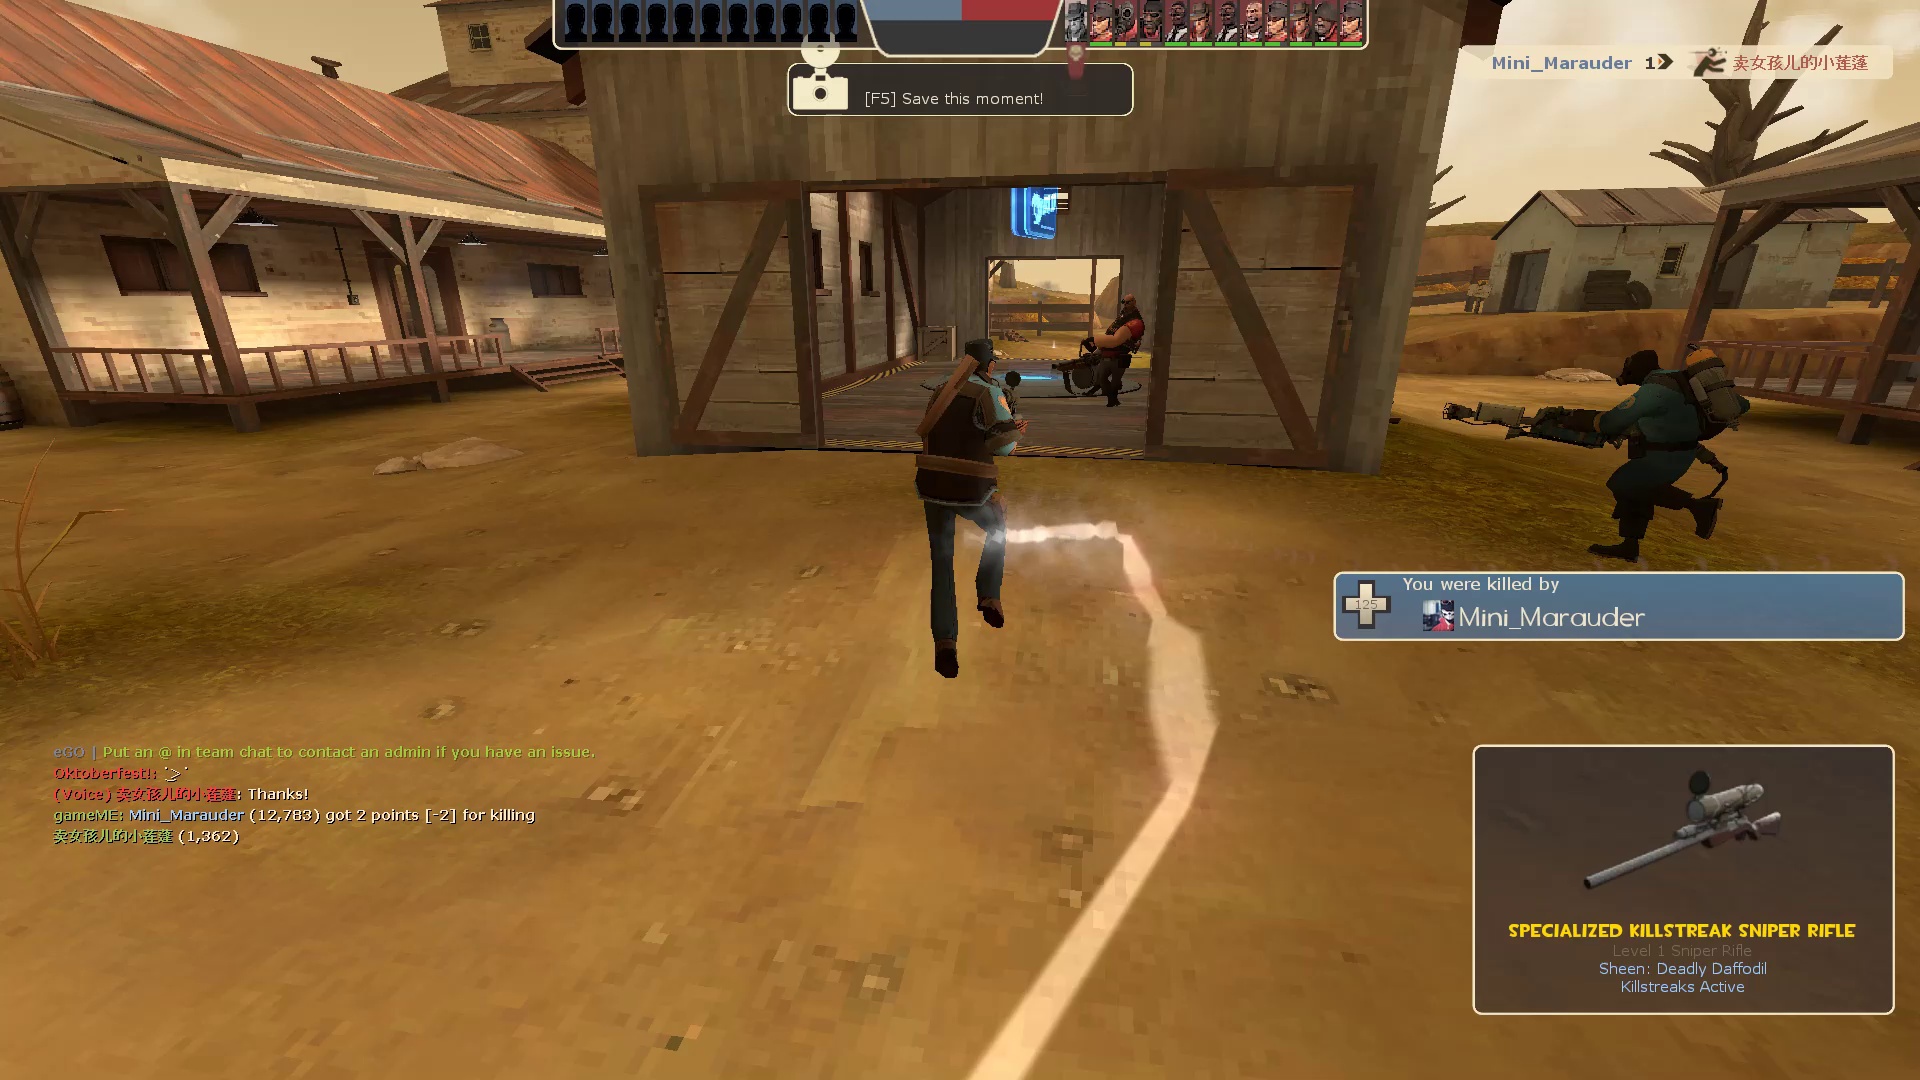 Mini_Marauder 1 卖女孩儿的小莲蓬
[F5] Save this moment!
You were killed by
125
Mini_Marauder
eGO | Put an @ in team chat to contact an admin if you have an issue.
Oktoberfest!: ˙͜>˙
(Voice) 卖女孩儿的小莲蓬: Thanks!
gameME: Mini_Marauder (12,783) got 2 points [-2] for killing
卖女孩儿的小莲蓬 (1,362)
SPECIALIZED KILLSTREAK SNIPER RIFLE
Level 1 Sniper Rifle
Sheen: Deadly Daffodil
Killstreaks Active